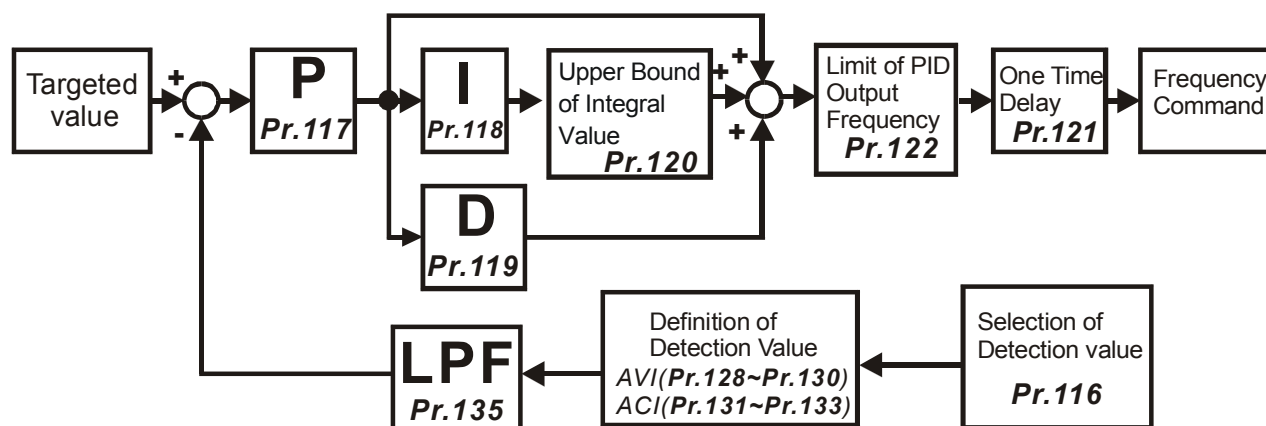 Targeted
value
+
-
P
Pr.117
I
Pr.118
Upper Bound
of Integral
Value
Pr.120
+
+
+
Limit of PID
Output
Frequency
Pr.122
One Time
Delay
Pr.121
Frequency
Command
D
Pr.119
LPF
Pr.135
Definition of
Detection Value
AVI(Pr.128~Pr.130)
ACI(Pr.131~Pr.133)
Selection of
Detection value
Pr.116